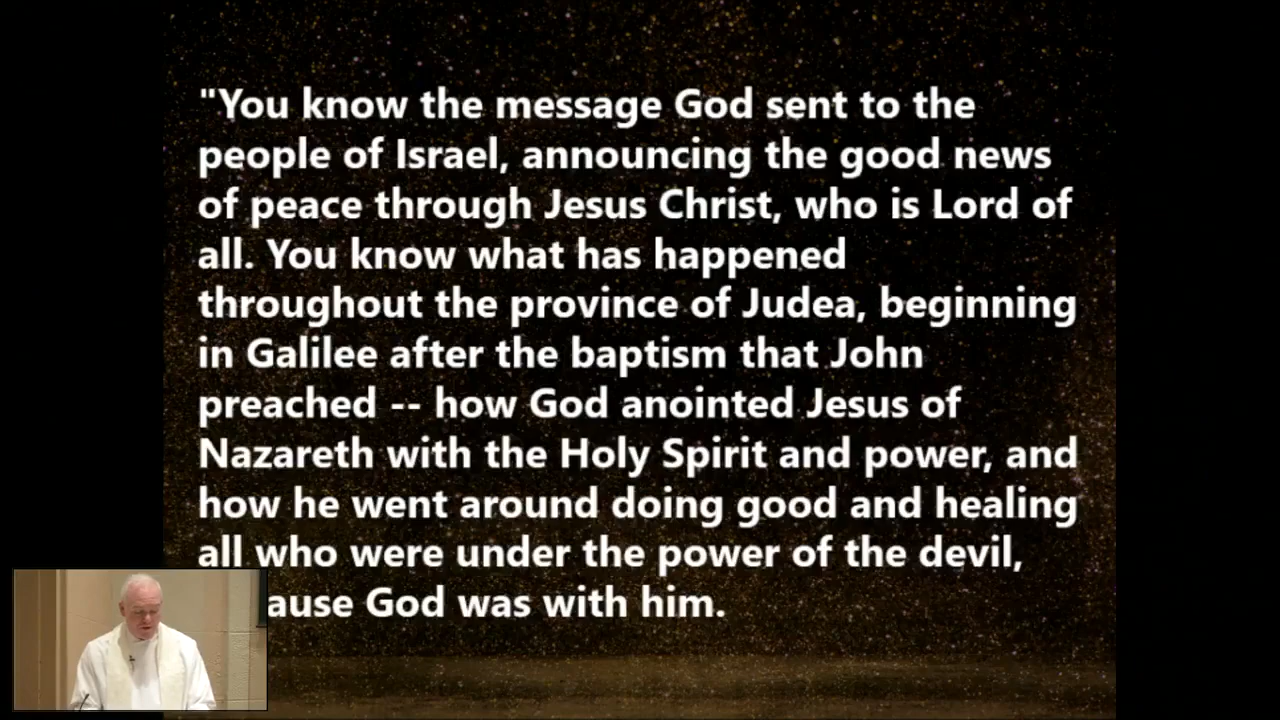 "You know the message God sent to the
people of Israel, announcing the good news
of peace through Jesus Christ, who is Lord of
all. You know what has happened
throughout the province of Judea, beginning
in Galilee after the baptism that John
preached -- how God anointed Jesus of
Nazareth with the Holy Spirit and power, and
how he went around doing good and healing
all who were under the power of the devil,
ause God was with him.